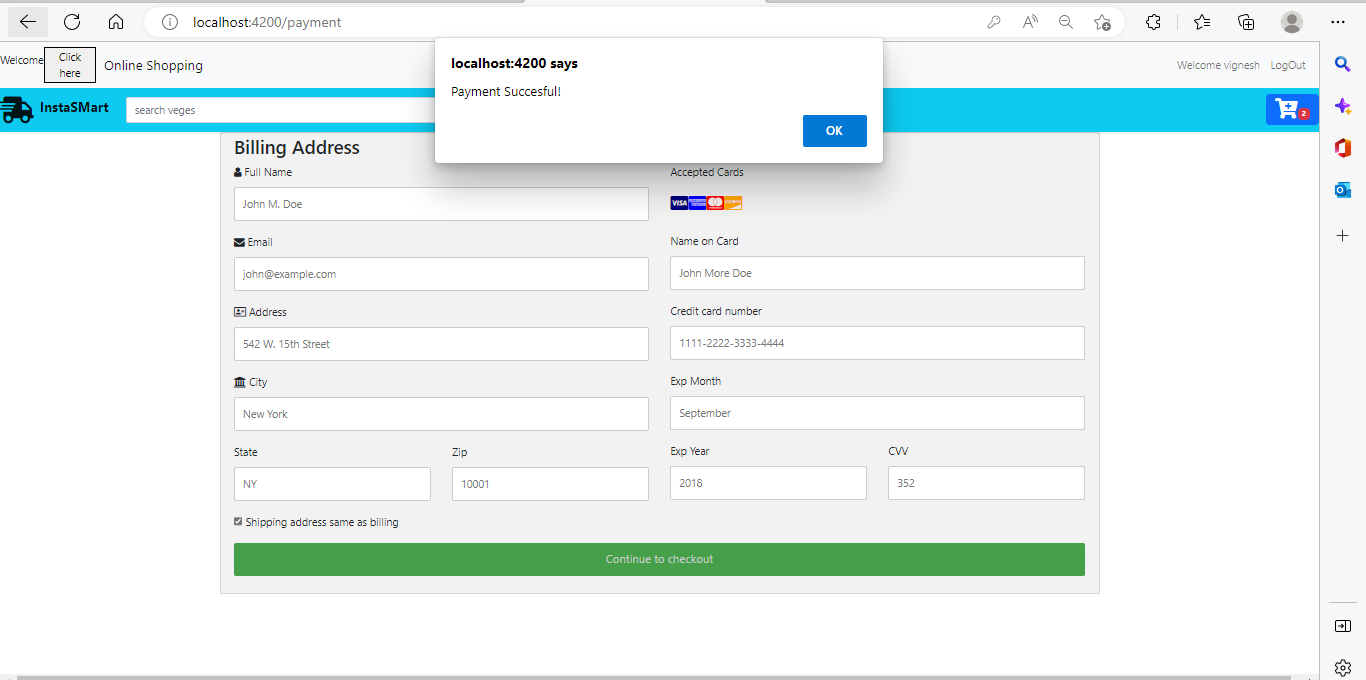 localhost:4200/payment
localhost:4200 says
Payment Succesful!
OK
Welcome
Click here
Online Shopping
Welcome vignesh
LogOut
InstaSMart
search veges
2
Billing Address
Full Name
John M. Doe
Email
john@example.com
Address
542 W. 15th Street
City
New York
State
Zip
NY
10001
Accepted Cards
VISA
Name on Card
John More Doe
Credit card number
1111-2222-3333-4444
Exp Month
September
Exp Year
CVV
2018
352
Shipping address same as billing
Continue to checkout